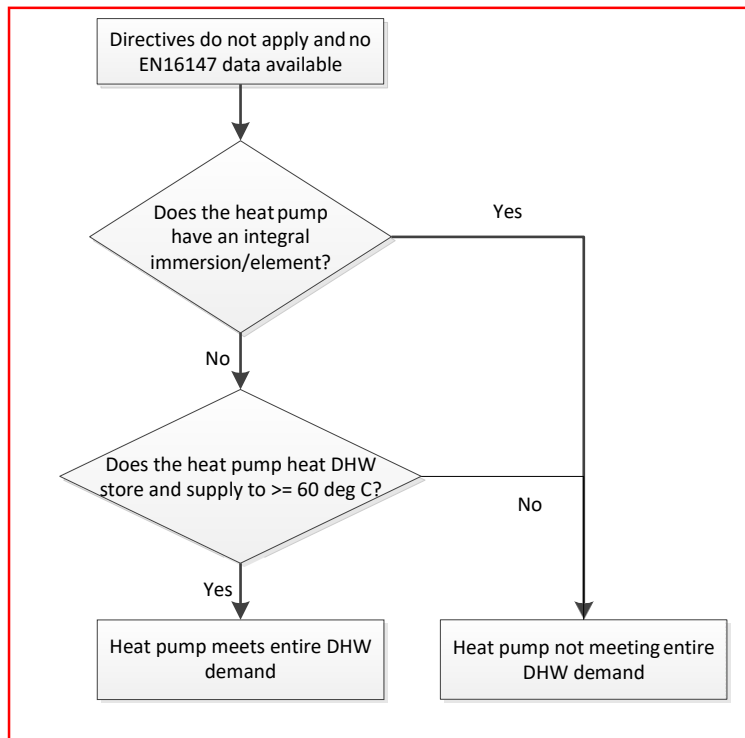 Directives do not apply and no
EN16147 data available
Does the heat pump
have an integral
immersion/element?
Yes
No
Does the heat pump heat DHW
store and supply to >= 60 deg C?
No
Yes
Heat pump meets entire DHW
demand
Heat pump not meeting entire
DHW demand